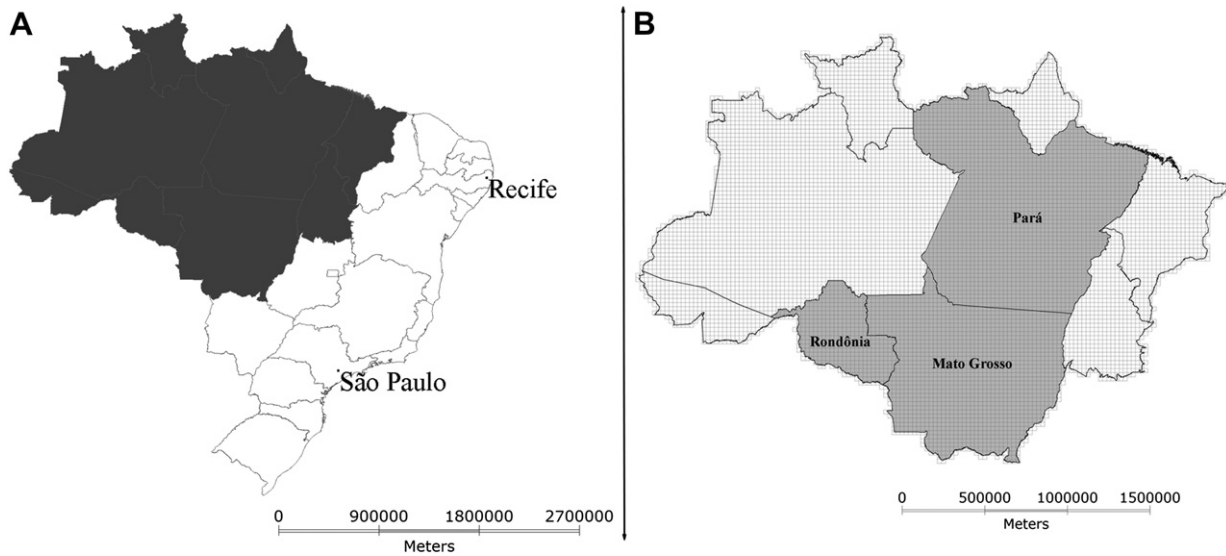 A
Recife
São Paulo
0 900000 1800000 2700000
Meters
B
Pará
Rondônia
Mato Grosso
0 500000 1000000 1500000
Meters